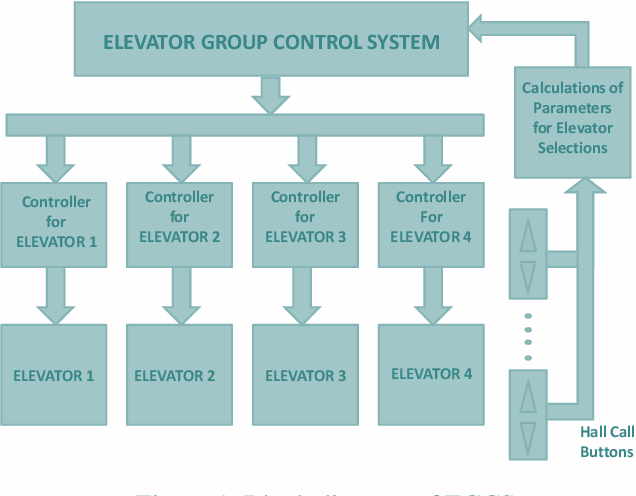 ELEVATOR GROUP CONTROL SYSTEM
Calculations of
Parameters
for Elevator
Selections
Controller
for
ELEVATOR 1
Controller
for
ELEVATOR 2
Controller
for
ELEVATOR 3
Controller
For
ELEVATOR 4
ELEVATOR 1
ELEVATOR 2
ELEVATOR 3
ELEVATOR 4
Hall Call
Buttons